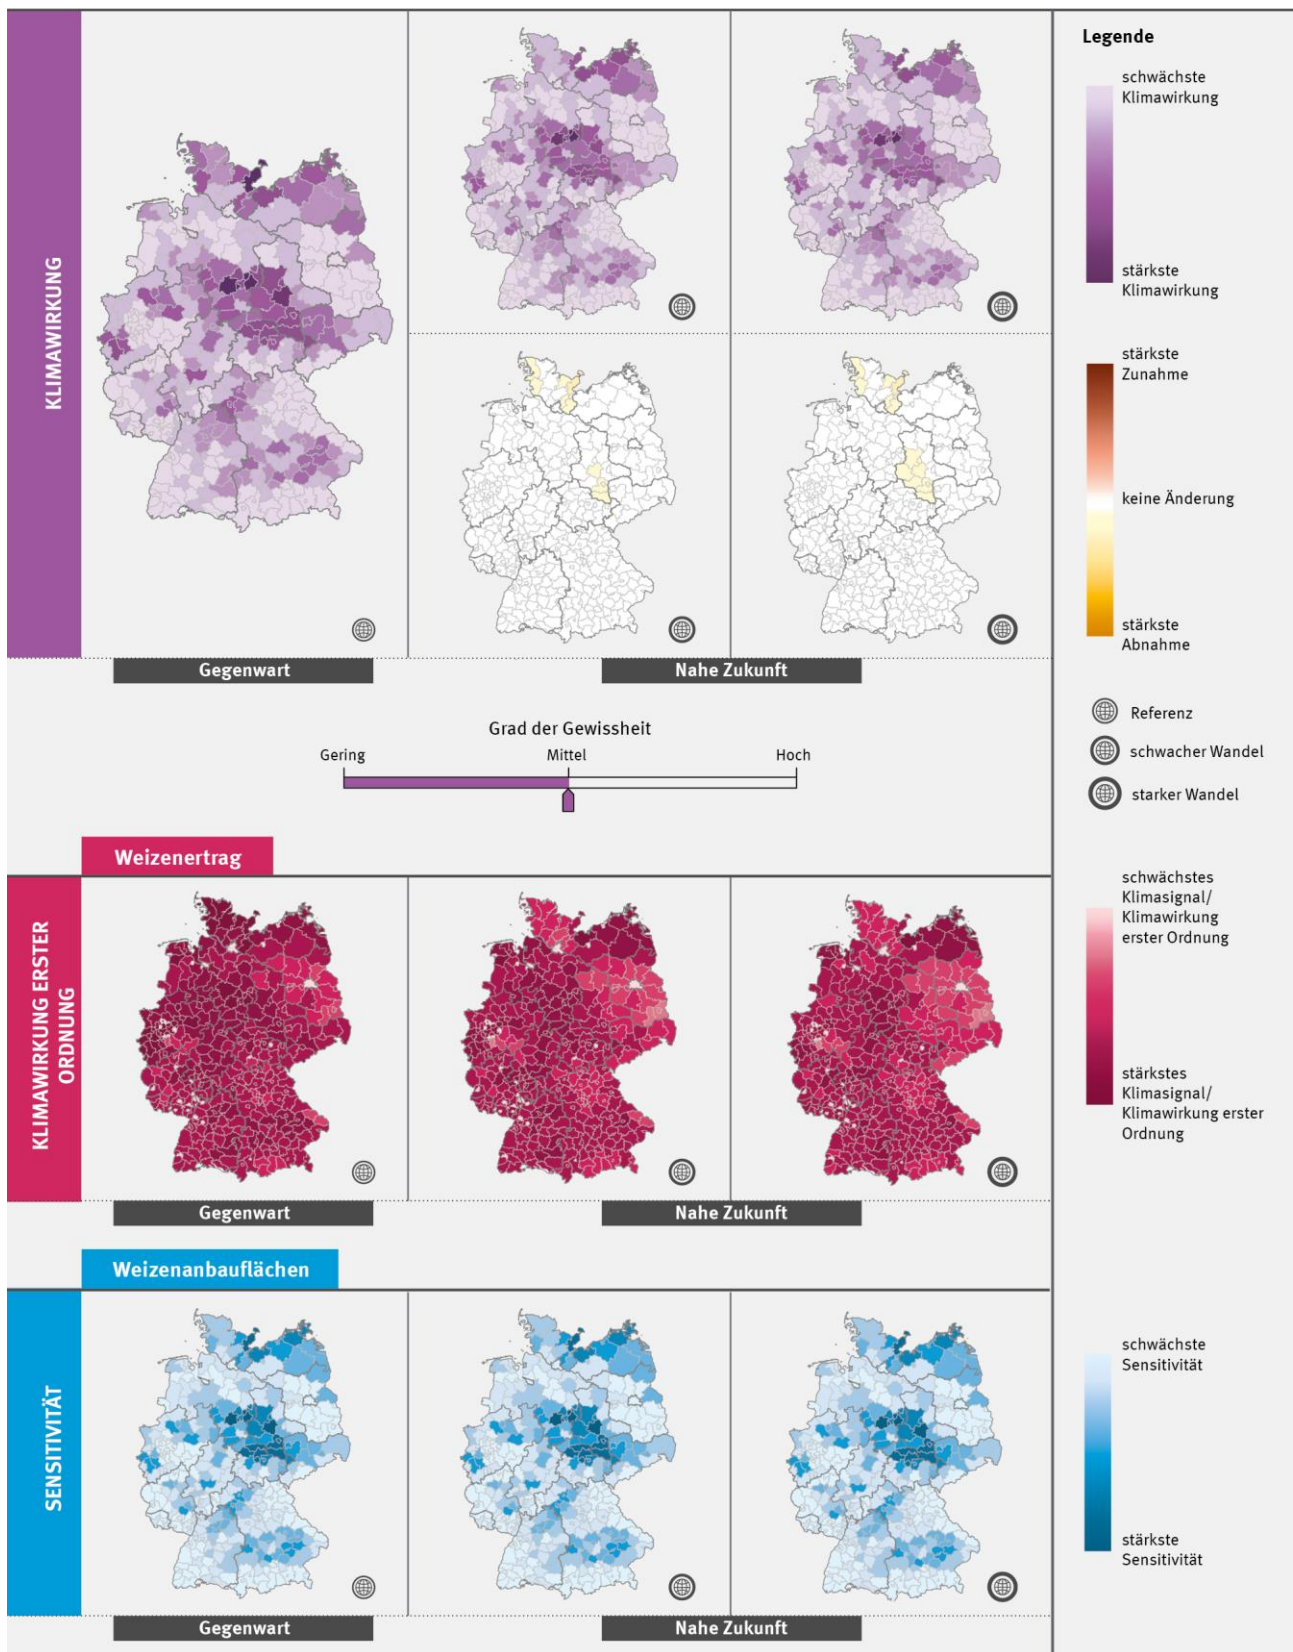 Legende
schwächste
Klimawirkung
stärkste
Klimawirkung
stärkste
Zunahme
keine Änderung
stärkste
Abnahme
KLIMAWIRKUNG
Gegenwart
Nahe Zukunft
Referenz
schwacher Wandel
starker Wandel
Grad der Gewissheit
Gering
Mittel
Hoch
Weizenertrag
KLIMAWIRKUNG ERSTER
ORDNUNG
schwächstes
Klimasignal/
Klimawirkung
erster Ordnung
stärkstes
Klimasignal/
Klimawirkung erster
Ordnung
Gegenwart
Nahe Zukunft
Weizenanbauflächen
SENSITIVITÄT
schwächste
Sensitivität
stärkste
Sensitivität
Gegenwart
Nahe Zukunft